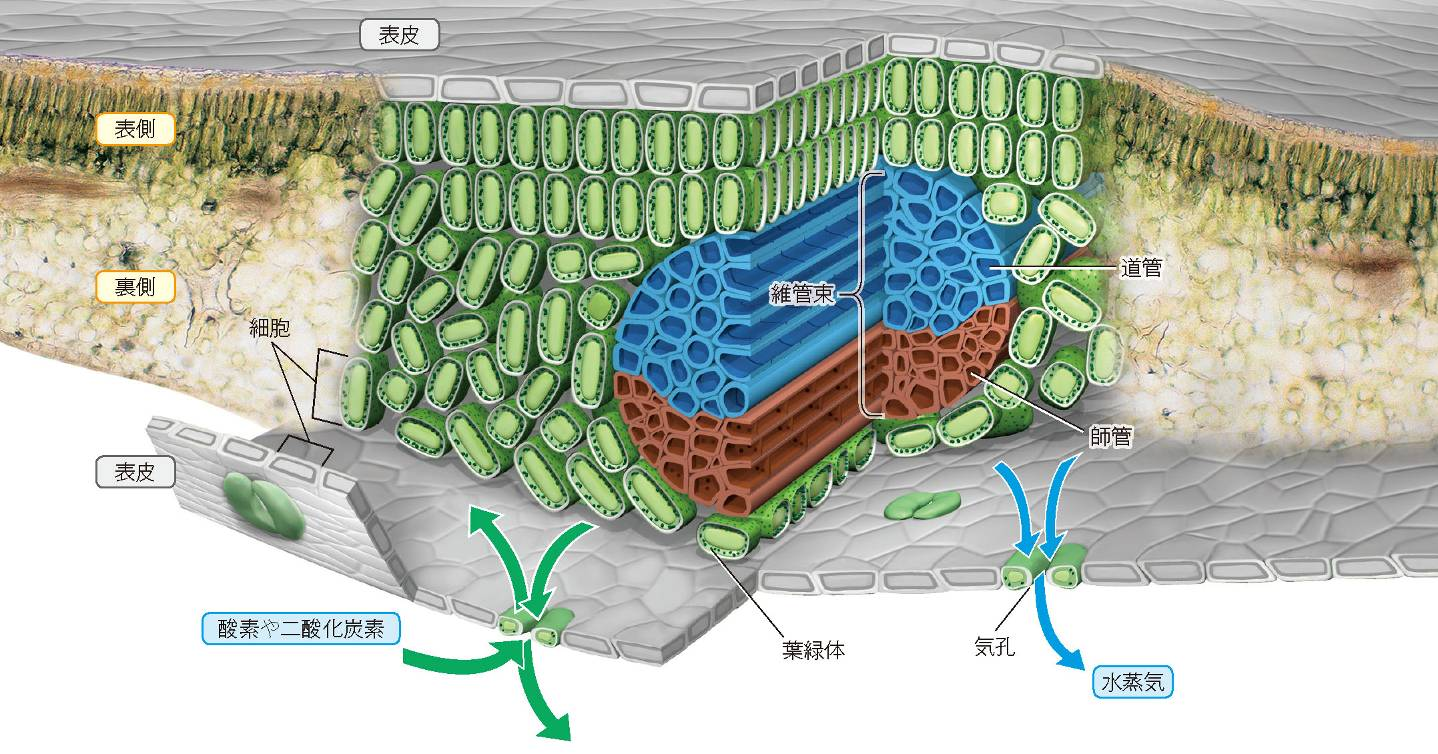 表皮
表側
裏側
細胞
維管束
道管
師管
表皮
酸素や二酸化炭素
葉緑体
気孔
水蒸気